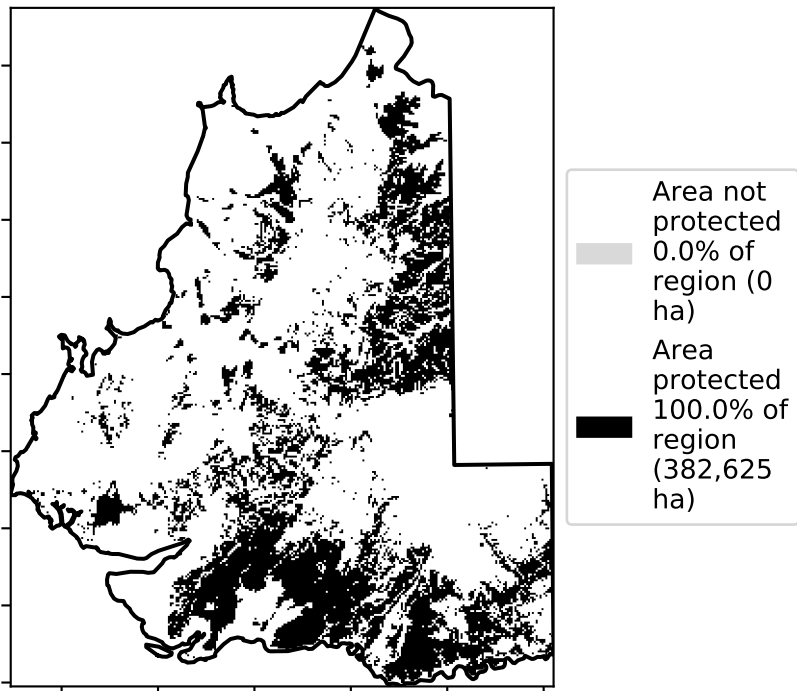 Area not
protected
0.0% of
region (0
ha)
Area
protected
100.0% of
region
(382,625
ha)